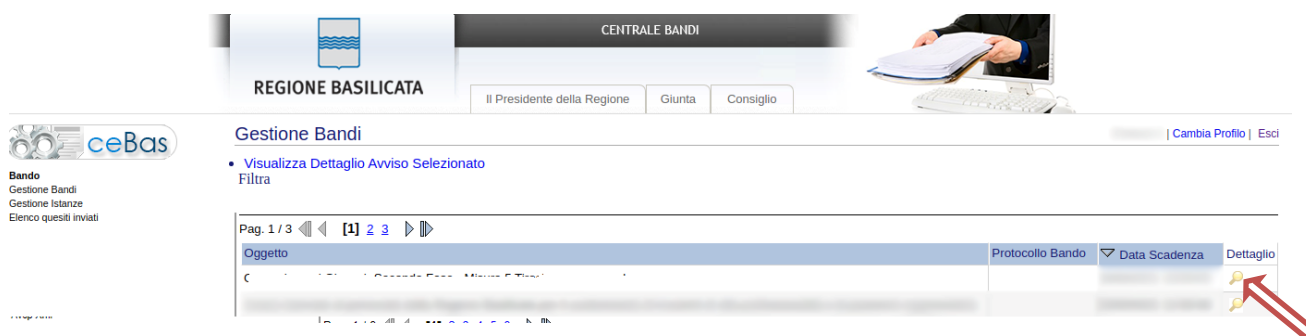 CENTRALE BANDI
REGIONE BASILICATA
Il Presidente della Regione Giunta Consiglio
ceBas
Gestione Bandi
| Cambia Profilo | Esci
Visualizza Dettaglio Avviso Selezionato
Filtra
Bando
Gestione Bandi
Gestione Istanze
Elenco quesiti inviati
Pag. 1 / 3 [1] 2 3
Oggetto Protocollo Bando Data Scadenza Dettaglio